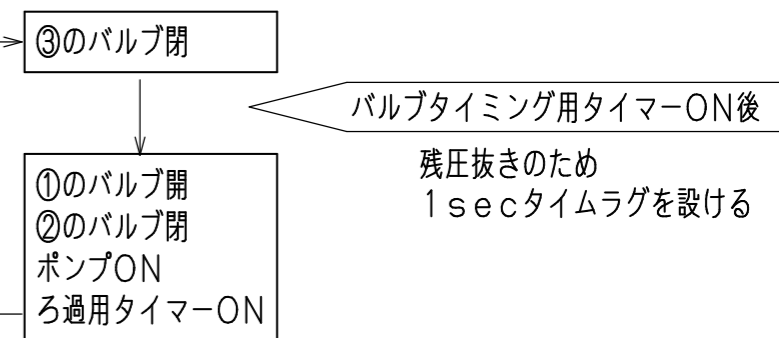 ③のバルブ閉
バルブタイミング用タイマーON後
残圧抜きのため
1secタイムラグを設ける
①のバルブ開
②のバルブ閉
ポンプON
ろ過用タイマーON